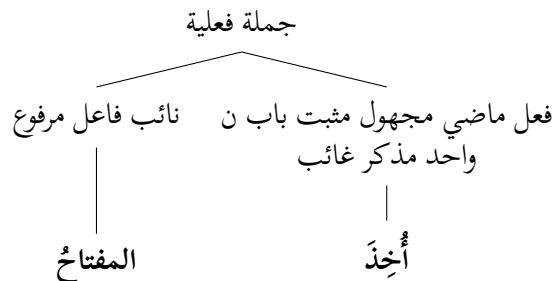 جملة فعلية
فعل ماضي مجهول مثبت باب ن
واحد مذكر غائب
نائب فاعل مرفوع
أُخِذَ
المفتاحُ